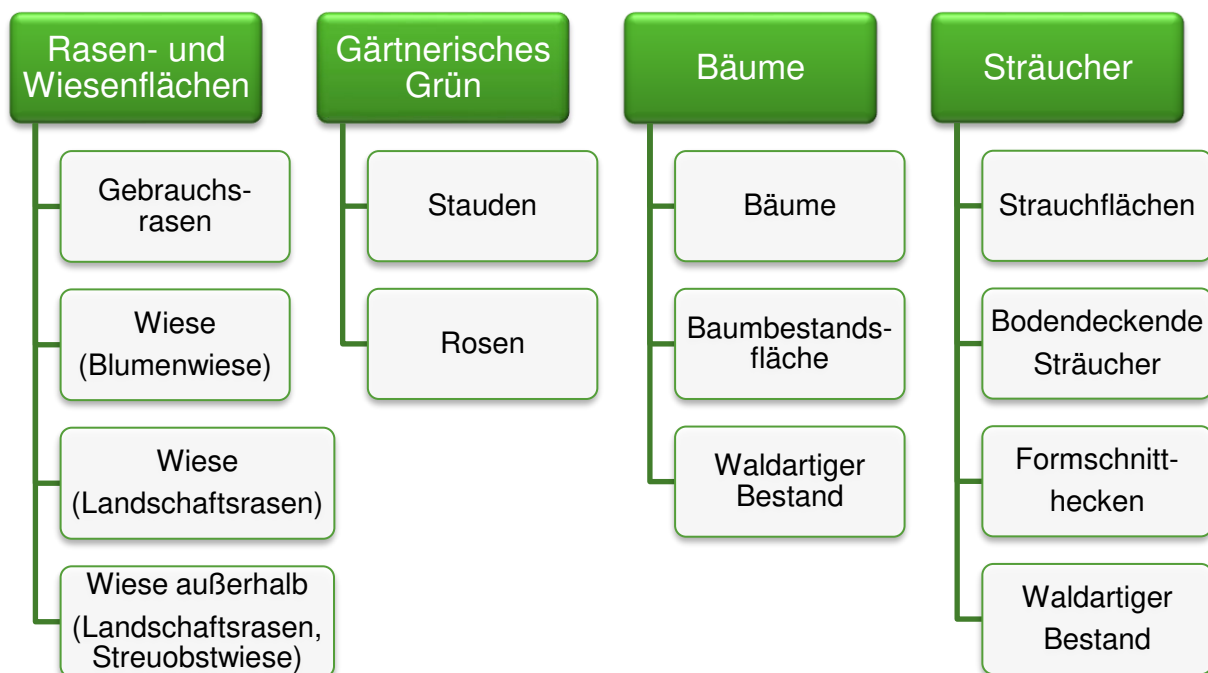 Rasen- und
Wiesenflächen
Gebrauchs-
rasen
Wiese
(Blumenwiese)
Wiese
(Landschaftsrasen)
Wiese außerhalb
(Landschaftsrasen,
Streuobstwiese)
Gärtnerisches
Grün
Stauden
Rosen
Bäume
Bäume
Baumbestands-
fläche
Waldartiger
Bestand
Sträucher
Strauchflächen
Bodendeckende
Sträucher
Formschnitt-
hecken
Waldartiger
Bestand